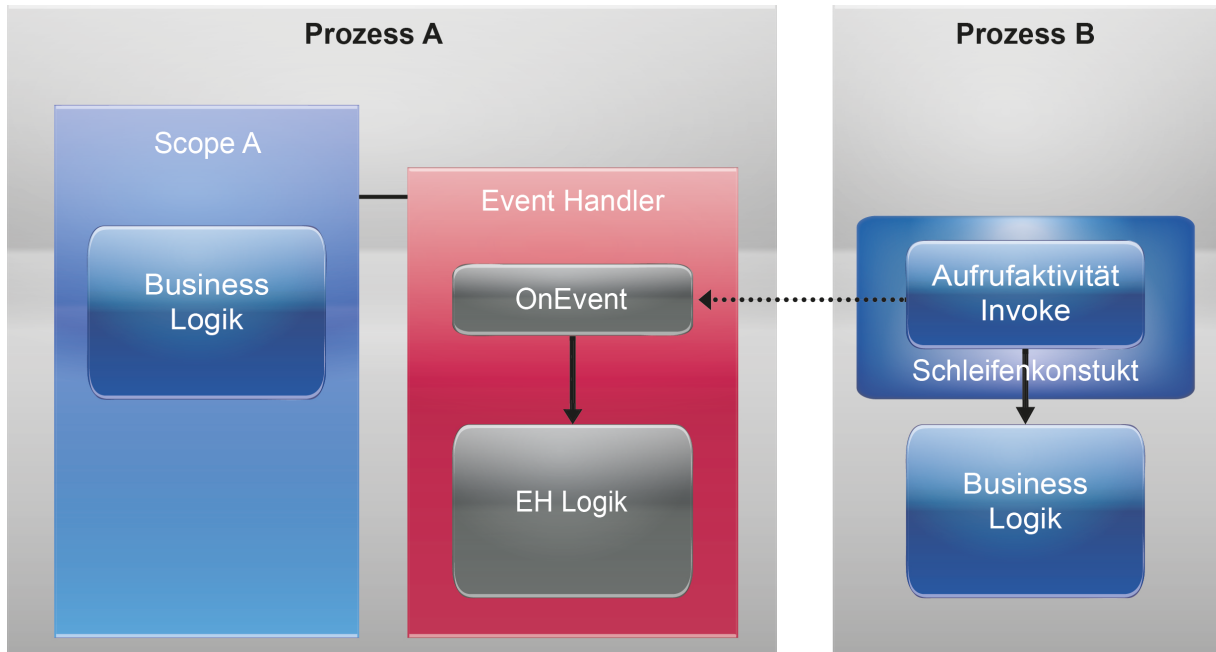 Prozess A
Scope A
Business
Logik
Event Handler
OnEvent
EH Logik
Prozess B
Aufrufaktivität
Invoke
Schleifenkonstukt
Business
Logik